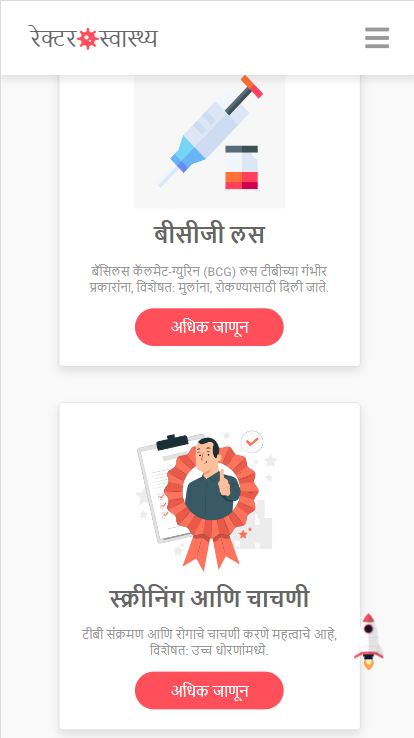 रेक्टर स्वास्थ्य
बीसीजी लस
बॅसिलस कॅलमेट-ग्युरिन (BCG) लस टीबीच्या गंभीर
प्रकारांना, विशेषत: मुलांना, रोकण्यासाठी दिली जाते.
अधिक जाणून
स्क्रीनिंग आणि चाचणी
टीबी संक्रमण आणि रोगाचे चाचणी करणे महत्वाचे आहे,
विशेषत: उच्च धोरणांमध्ये.
अधिक जाणून